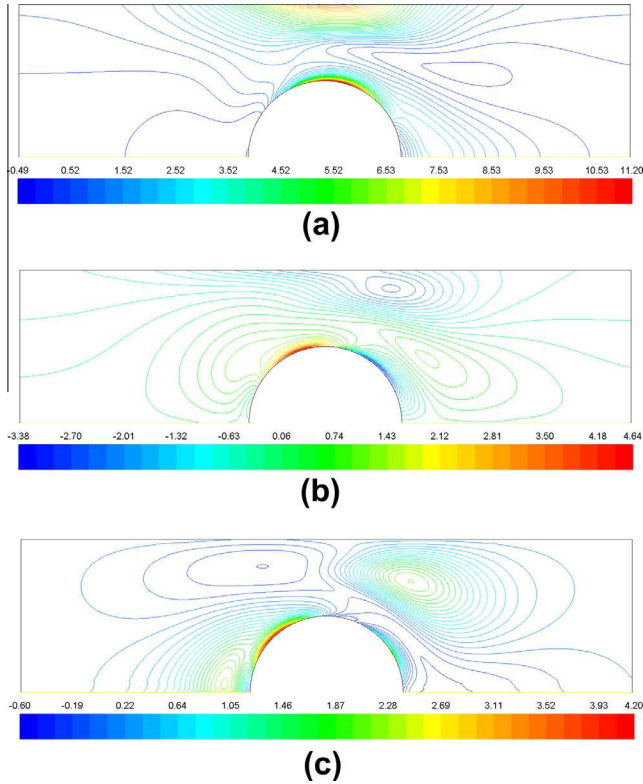 -0.49 0.52 1.52 2.52 3.52 4.52 5.52 6.53 7.53 8.53 9.53 10.53 11.20
(a)
-3.38 -2.70 -2.01 -1.32 -0.63 0.06 0.74 1.43 2.12 2.81 3.50 4.18 4.64
(b)
-0.60 -0.19 0.22 0.64 1.05 1.46 1.87 2.28 2.69 3.11 3.52 3.93 4.20
(c)